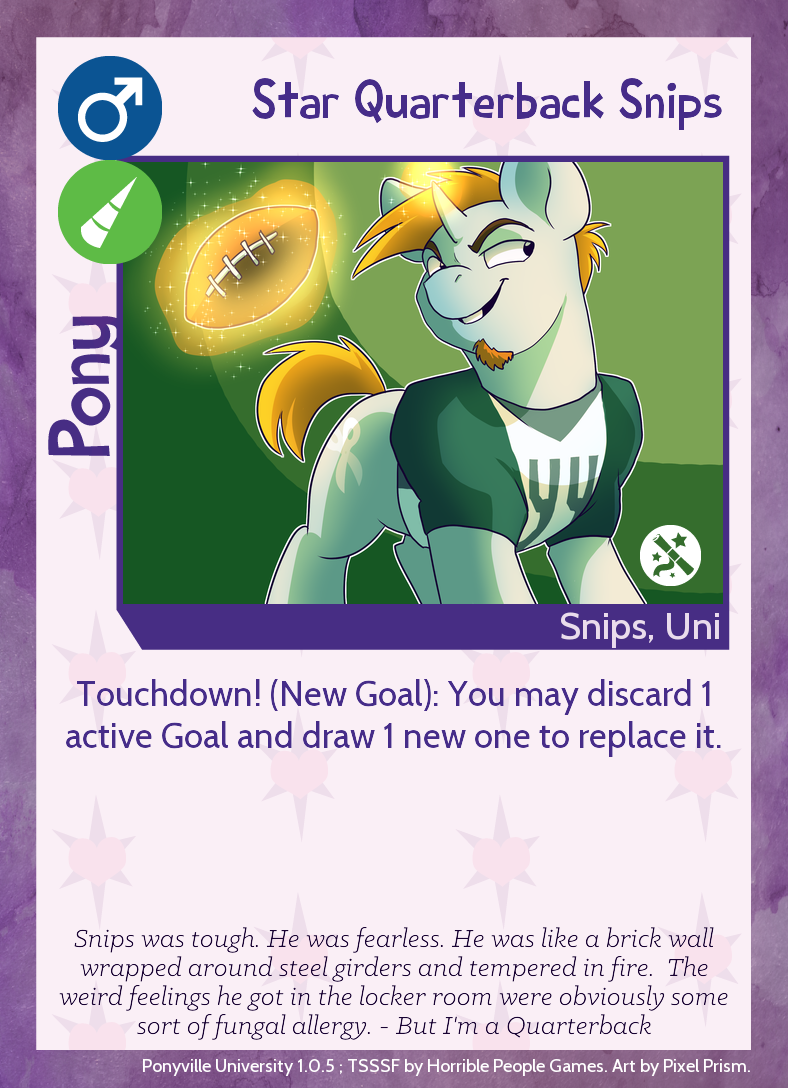 Star Quarterback Snips
Pony
Snips, Uni
Touchdown! (New Goal): You may discard 1
active Goal and draw 1 new one to replace it.
Snips was tough. He was fearless. He was like a brick wall
wrapped around steel girders and tempered in fire.  The
weird feelings he got in the locker room were obviously some
sort of fungal allergy. - But I'm a Quarterback
Ponyville University 1.0.5 ; TSSSF by Horrible People Games. Art by Pixel Prism.